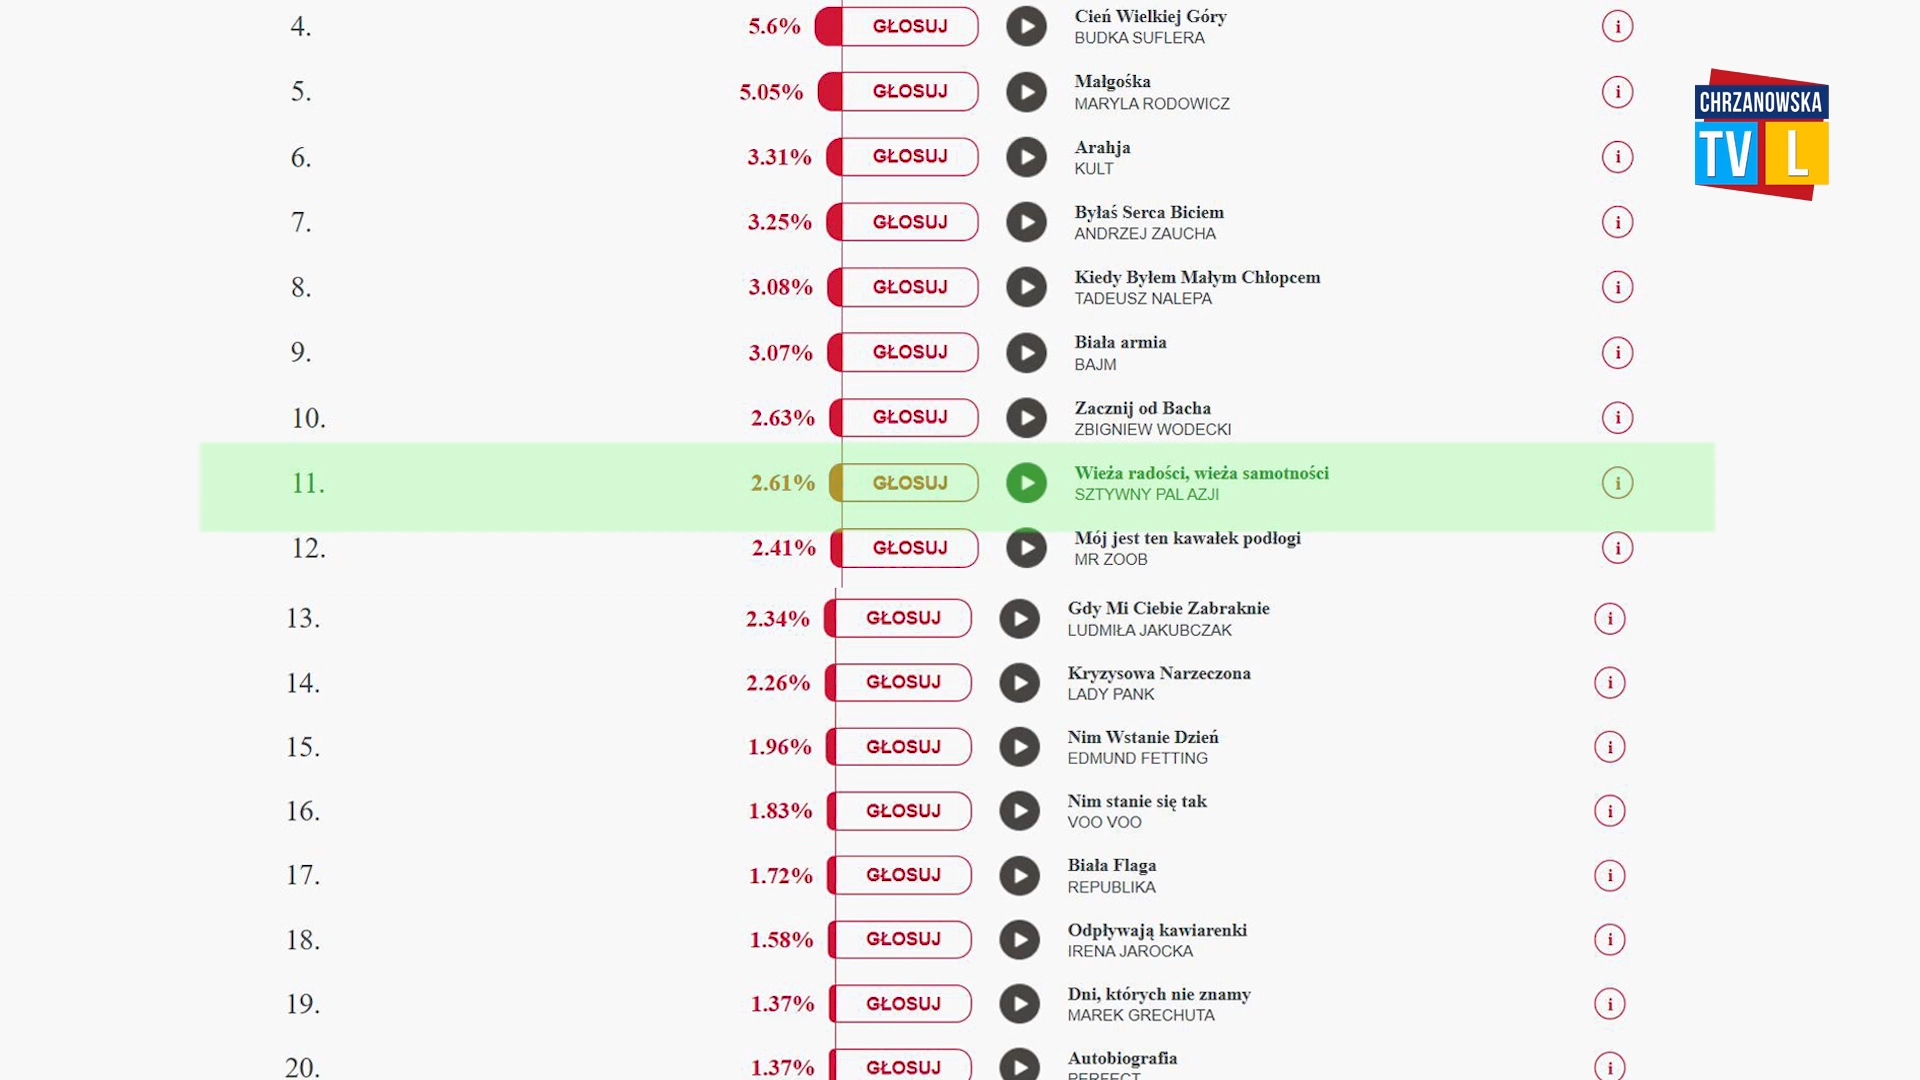 4. 5.6% GŁOSUJ Cień Wielkiej Góry i
BUDKA SUFLERA
CHRZANOWSKA
TV L
5. 5.05% GŁOSUJ Małgośka i
MARYLA RODOWICZ
6. 3.31% GŁOSUJ Arahja i
KULT
7. 3.25% GŁOSUJ Byłaś Serca Biciem i
ANDRZEJ ZAUCHA
8. 3.08% GŁOSUJ Kiedy Byłem Małym Chłopcem i
TADEUSZ NALEPA
9. 3.07% GŁOSUJ Biała armia i
BAJM
10. 2.63% GŁOSUJ Zacznij od Bacha i
ZBIGNIEW WODECKI
11. 2.61% GŁOSUJ Wieża radości, wieża samotności i
SZTYWNY PAL AZJI
12. 2.41% GŁOSUJ Mój jest ten kawałek podłogi i
MR ZOOB
13. 2.34% GŁOSUJ Gdy Mi Ciebie Zabraknie i
LUDMIŁA JAKUBCZAK
14. 2.26% GŁOSUJ Kryzysowa Narzeczona i
LADY PANK
15. 1.96% GŁOSUJ Nim Wstanie Dzień i
EDMUND FETTING
16. 1.83% GŁOSUJ Nim stanie się tak i
VOO VOO
17. 1.72% GŁOSUJ Biała Flaga i
REPUBLIKA
18. 1.58% GŁOSUJ Odpływają kawiarenki i
IRENA JAROCKA
19. 1.37% GŁOSUJ Dni, których nie znamy i
MAREK GRECHUTA
20. 1.37% GŁOSUJ Autobiografia i
PERFECT